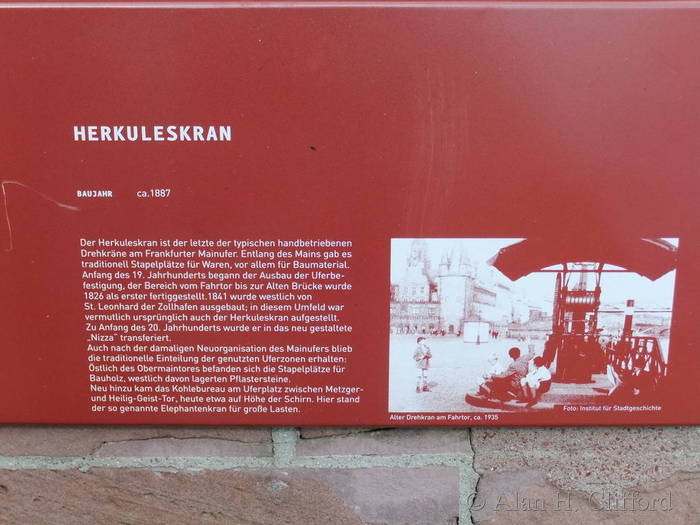 HERKULESKRAN
BAUJAHR ca.1887
Der Herkuleskran ist der letzte der typischen handbetriebenen
Drehkräne am Frankfurter Mainufer. Entlang des Mains gab es
traditionell Stapelplätze für Waren, vor allem für Baumaterial.
Anfang des 19. Jahrhunderts begann der Ausbau der Uferbe-
festigung, der Bereich vom Fahrtor bis zur Alten Brücke wurde
1826 als erster fertiggestellt.1841 wurde westlich von
St. Leonhard der Zollhafen ausgebaut; in diesem Umfeld war
vermutlich ursprünglich auch der Herkuleskran aufgestellt.
Zu Anfang des 20. Jahrhunderts wurde er in das neu gestaltete
„Nizza" transferiert.
Auch nach der damaligen Neuorganisation des Mainufers blieb
die traditionelle Einteilung der genutzten Uferzonen erhalten:
Östlich des Obermaintores befanden sich die Stapelplätze für
Bauholz, westlich davon lagerten Pflastersteine.
Neu hinzu kam das Kohlebureau am Uferplatz zwischen Metzger-
und Heilig-Geist-Tor, heute etwa auf Höhe der Schirn. Hier stand
der so genannte Elephantenkran für große Lasten.
Foto: Institut für Stadtgeschichte
Alter Drehkran am Fahrtor, ca. 1935
© Alan H. Clifford